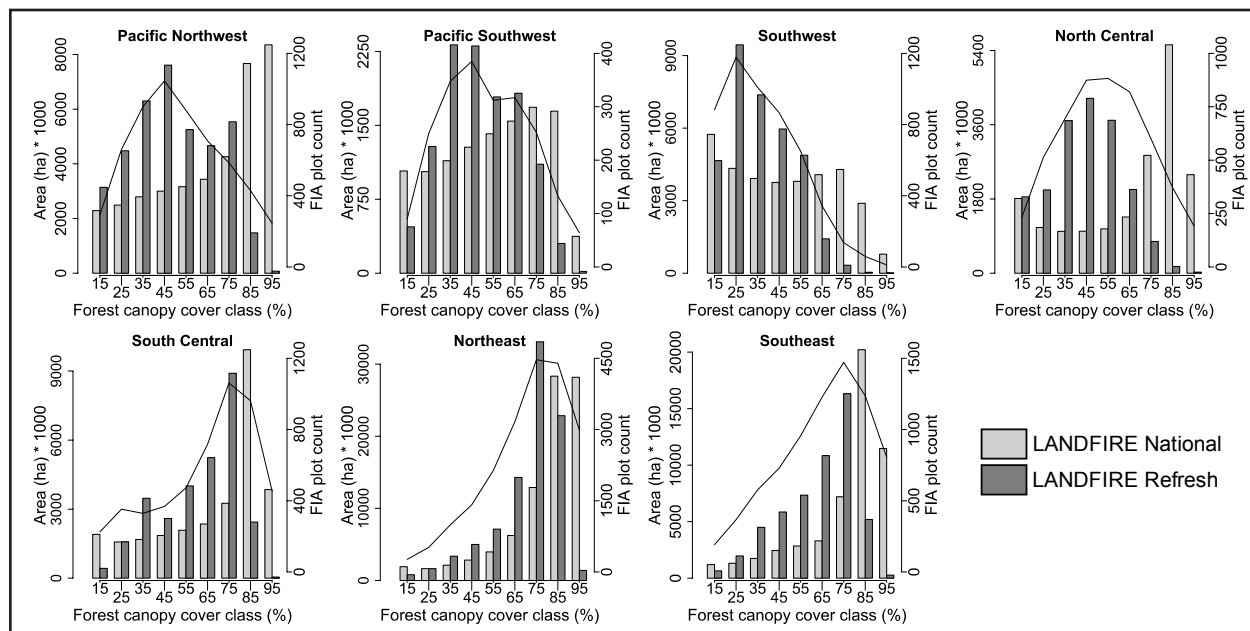 Pacific Northwest
Area (ha) * 1000
0 2000 4000 6000 8000
15 25 35 45 55 65 75 85 95
Forest canopy cover class (%)
0 400 800 1200
FIA plot count
Pacific Southwest
Area (ha) * 1000
0 750 1500 2250
15 25 35 45 55 65 75 85 95
Forest canopy cover class (%)
0 100 200 300 400
FIA plot count
Southwest
Area (ha) * 1000
0 3000 6000 9000
15 25 35 45 55 65 75 85 95
Forest canopy cover class (%)
0 400 800 1200
FIA plot count
North Central
Area (ha) * 1000
0 1800 3600 5400
15 25 35 45 55 65 75 85 95
Forest canopy cover class (%)
0 250 500 750 1000
FIA plot count
South Central
Area (ha) * 1000
0 3000 6000 9000
15 25 35 45 55 65 75 85 95
Forest canopy cover class (%)
0 400 800 1200
FIA plot count
Northeast
Area (ha) * 1000
0 10000 20000 30000
15 25 35 45 55 65 75 85 95
Forest canopy cover class (%)
0 1500 3000 4500
FIA plot count
Southeast
Area (ha) * 1000
0 5000 10000 15000 20000
15 25 35 45 55 65 75 85 95
Forest canopy cover class (%)
0 500 1000 1500
FIA plot count
LANDFIRE National
LANDFIRE Refresh